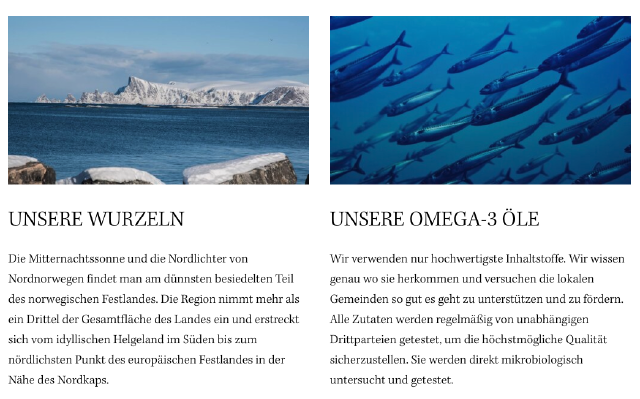 UNSERE WURZELN
Die Mitternachtssonne und die Nordlichter von
Nordnorwegen findet man am dünnsten besiedelten Teil
des norwegischen Festlandes. Die Region nimmt mehr als
ein Drittel der Gesamtfläche des Landes ein und erstreckt
sich vom idyllischen Helgeland im Süden bis zum
nördlichsten Punkt des europäischen Festlandes in der
Nähe des Nordkaps.
UNSERE OMEGA-3 ÖLE
Wir verwenden nur hochwertigste Inhaltstoffe. Wir wissen
genau wo sie herkommen und versuchen die lokalen
Gemeinden so gut es geht zu unterstützen und zu fördern.
Alle Zutaten werden regelmäßig von unabhängigen
Drittparteien getestet, um die höchstmögliche Qualität
sicherzustellen. Sie werden direkt mikrobiologisch
untersucht und getestet.